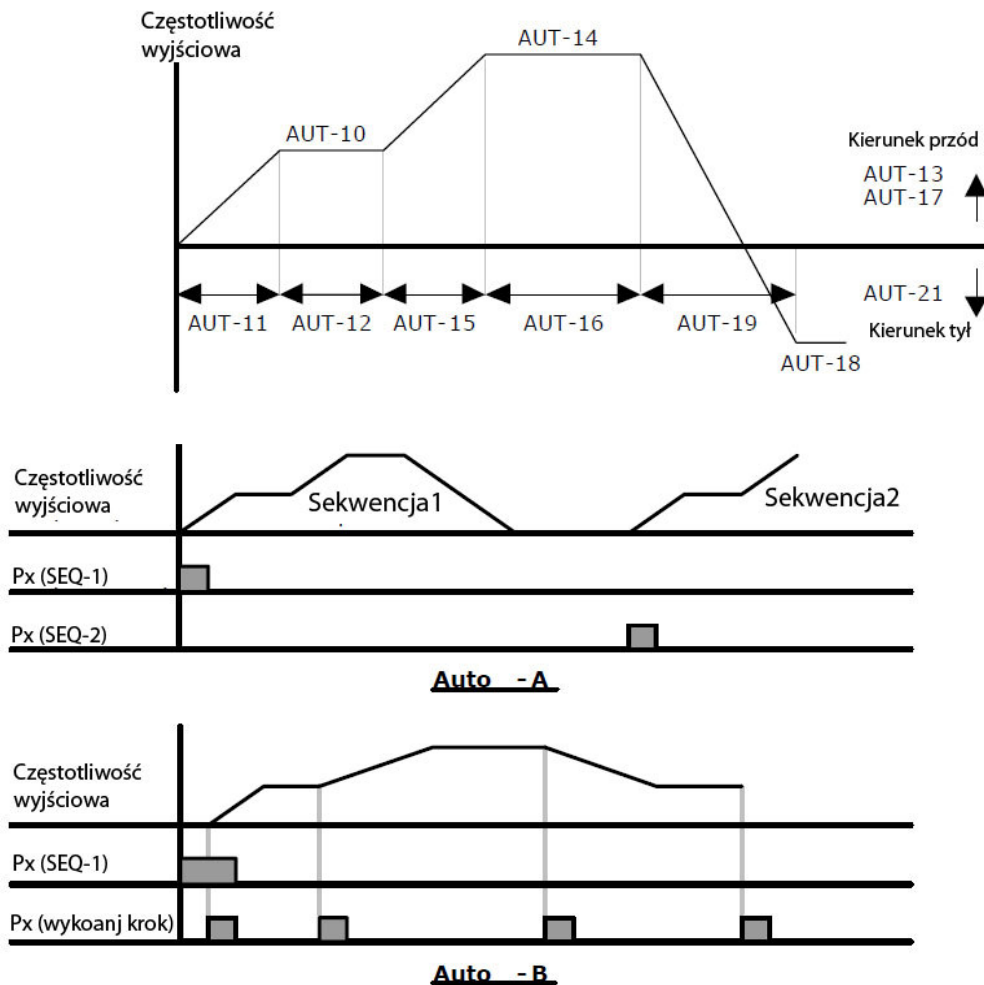 Częstotliwość
wyjściowa
AUT-14
AUT-10
Kierunek przód
AUT-13
AUT-17
AUT-21
Kierunek tył
AUT-11
AUT-12
AUT-15
AUT-16
AUT-19
AUT-18
Częstotliwość
wyjściowa
Sekwencja1
Sekwencja2
Px (SEQ-1)
Px (SEQ-2)
Auto - A
Częstotliwość
wyjściowa
Px (SEQ-1)
Px (wykoanj krok)
Auto - B